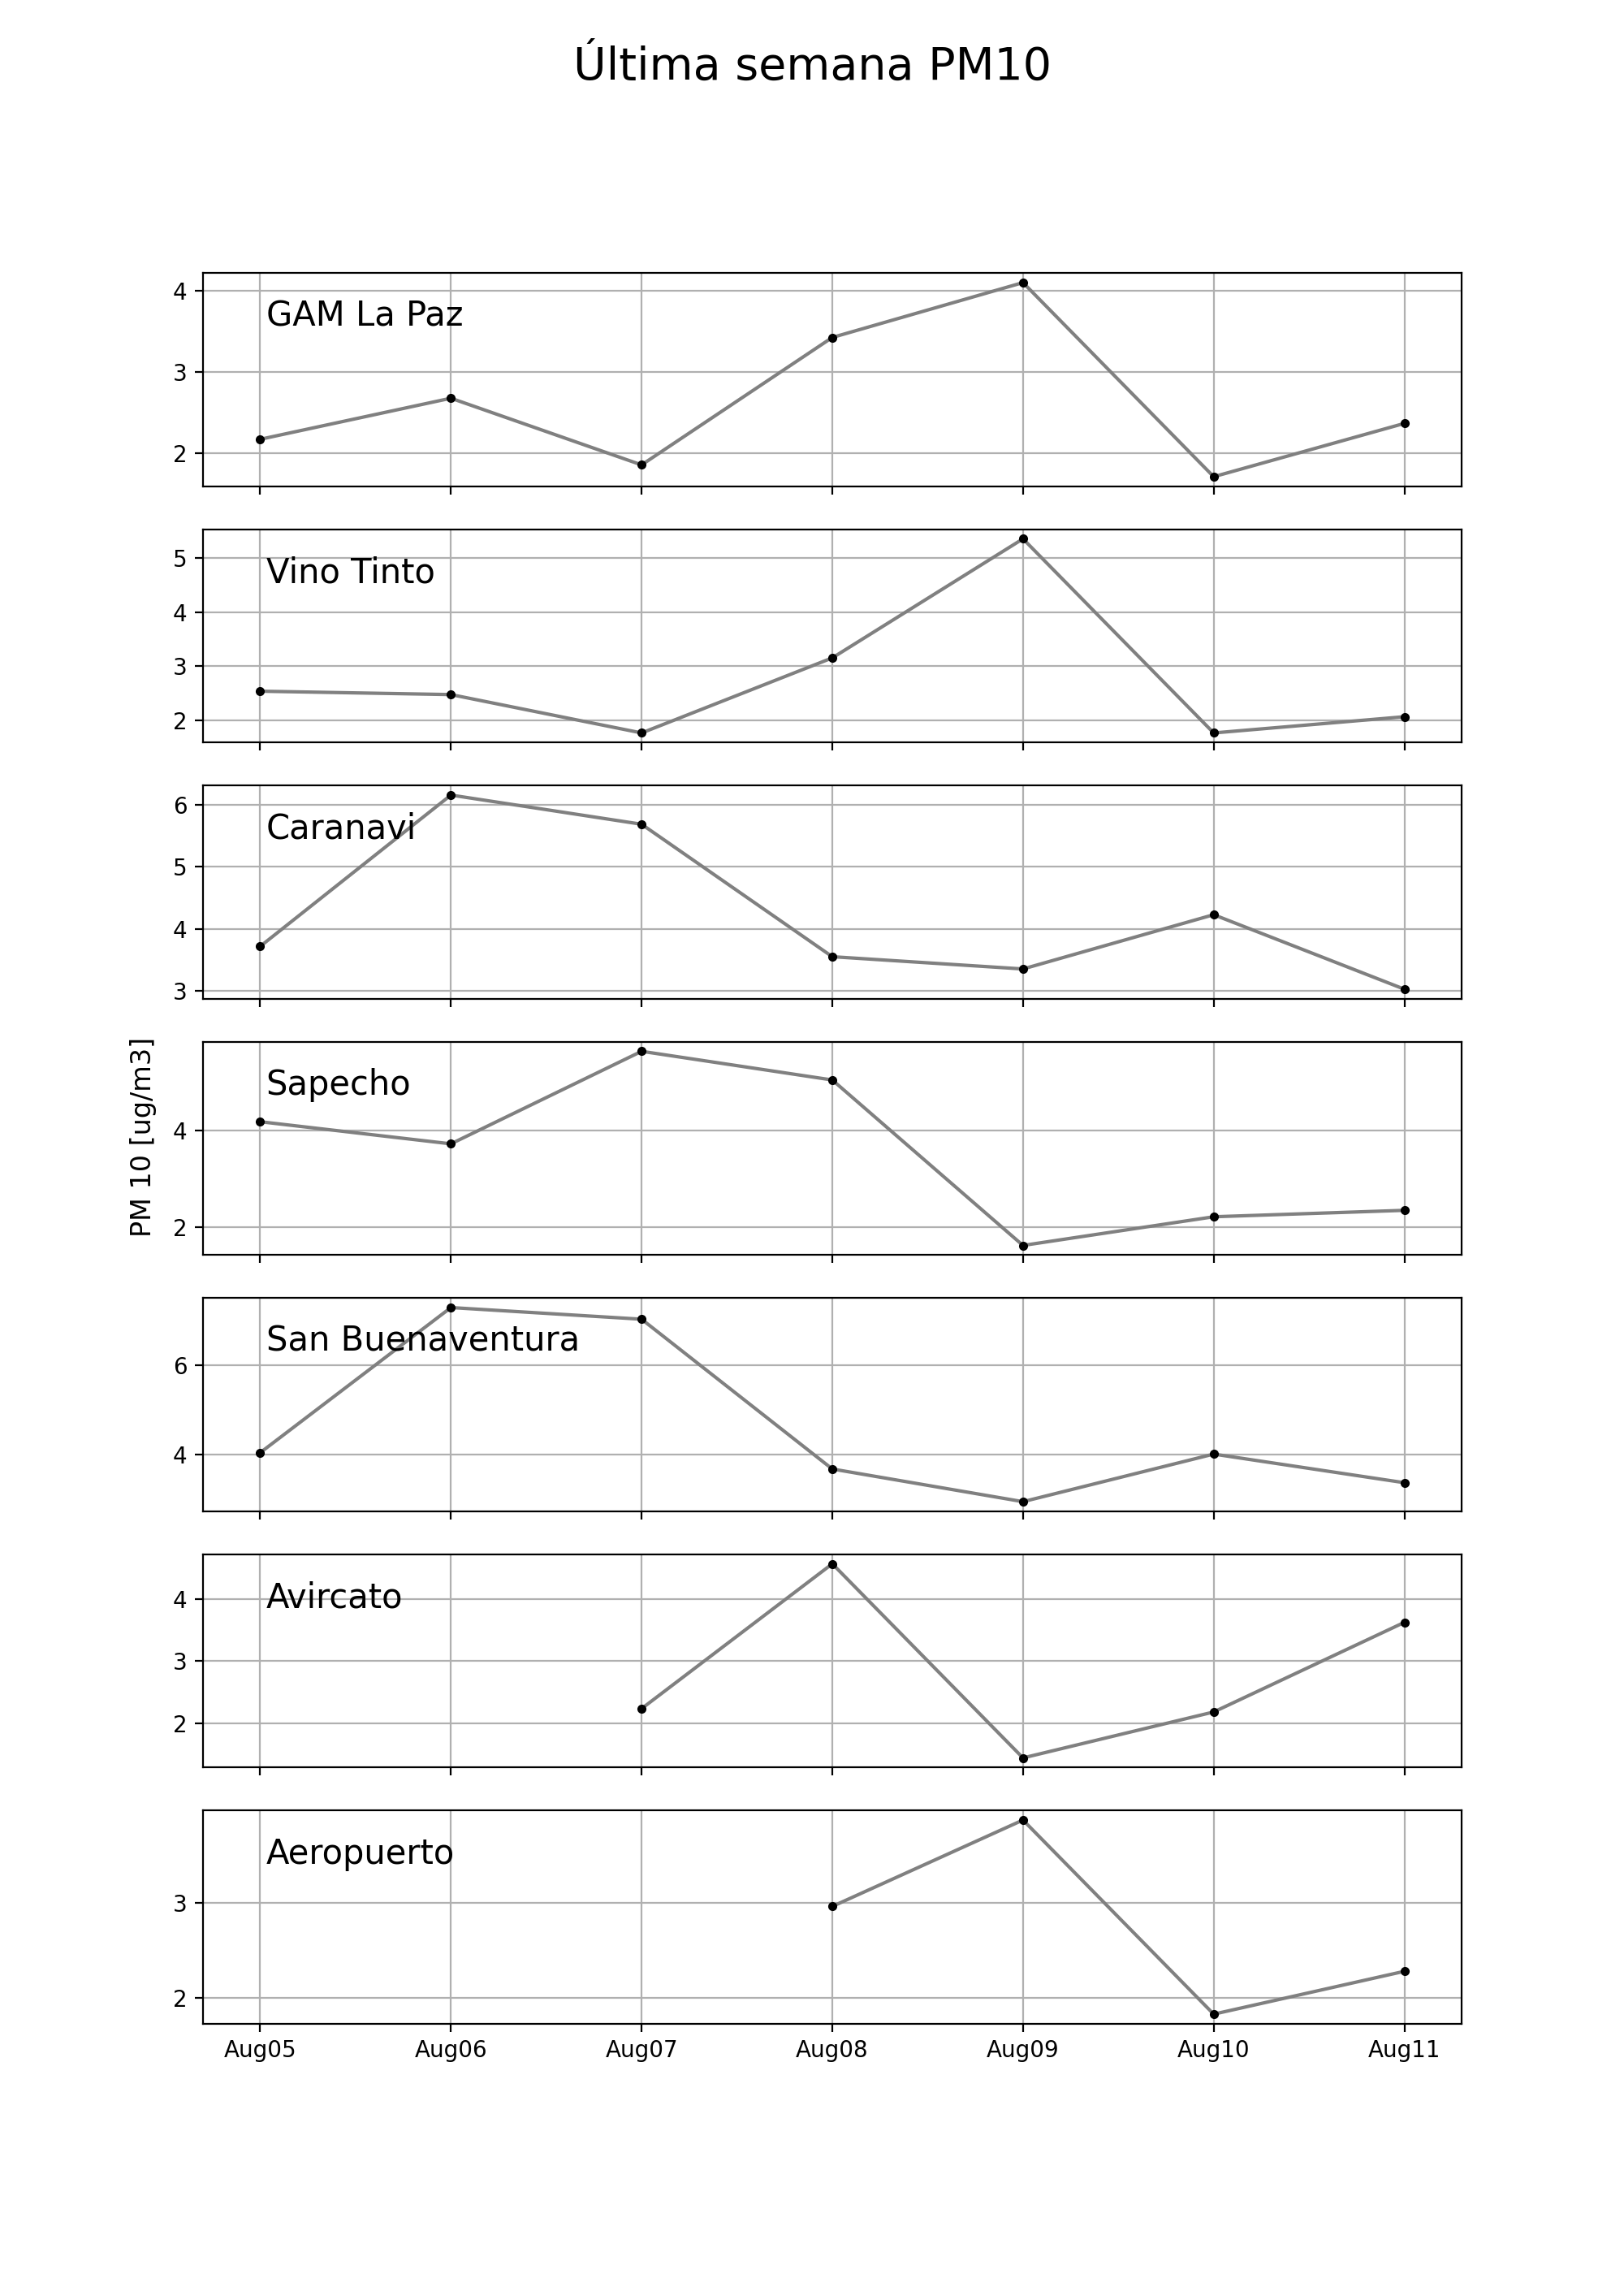 Última semana PM10
GAM La Paz
4
3
2
Vino Tinto
5
4
3
2
Caranavi
6
5
4
3
PM 10 [ug/m3]
Sapecho
4
2
San Buenaventura
6
4
Avircato
4
3
2
Aeropuerto
3
2
Aug05 Aug06 Aug07 Aug08 Aug09 Aug10 Aug11